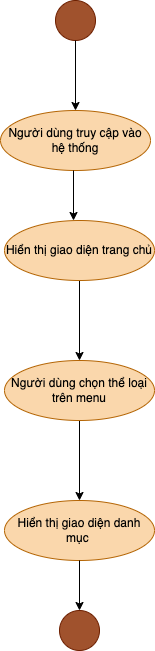 Người dùng truy cập vào
hệ thống
Hiển thị giao diện trang chủ
Người dùng chọn thể loại
trên menu
Hiển thị giao diện danh
mục